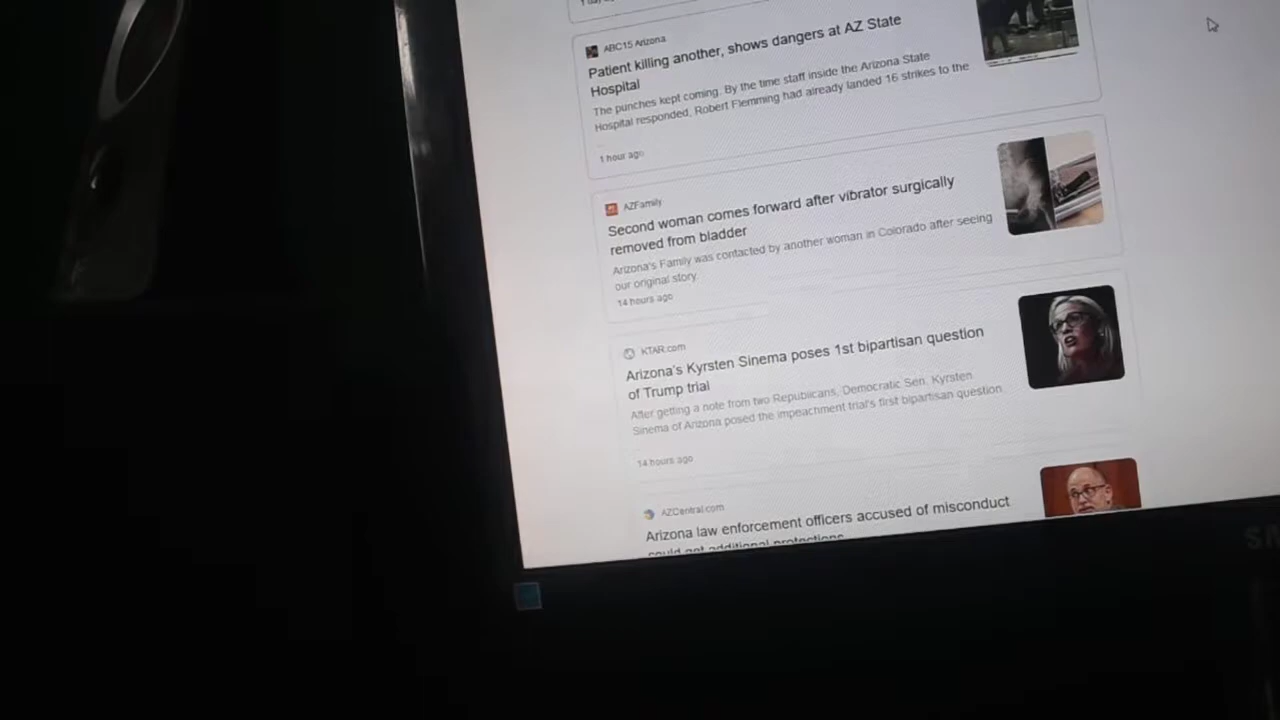 ABC15 Arizona
Patient killing another, shows dangers at AZ State
Hospital
The punches kept coming. By the time staff inside the Arizona State
Hospital responded, Robert Flemming had already landed 16 strikes to the
1 hour ago
AZFamily
Second woman comes forward after vibrator surgically
removed from bladder
Arizona's Family was contacted by another woman in Colorado after seeing
our original story.
14 hours ago
KTAR.com
Arizona's Kyrsten Sinema poses 1st bipartisan question
of Trump trial
After getting a note from two Republicans, Democratic Sen. Kyrsten
Sinema of Arizona posed the impeachment trial's first bipartisan question
14 hours ago
AZCentral.com
Arizona law enforcement officers accused of misconduct
could get additional protections